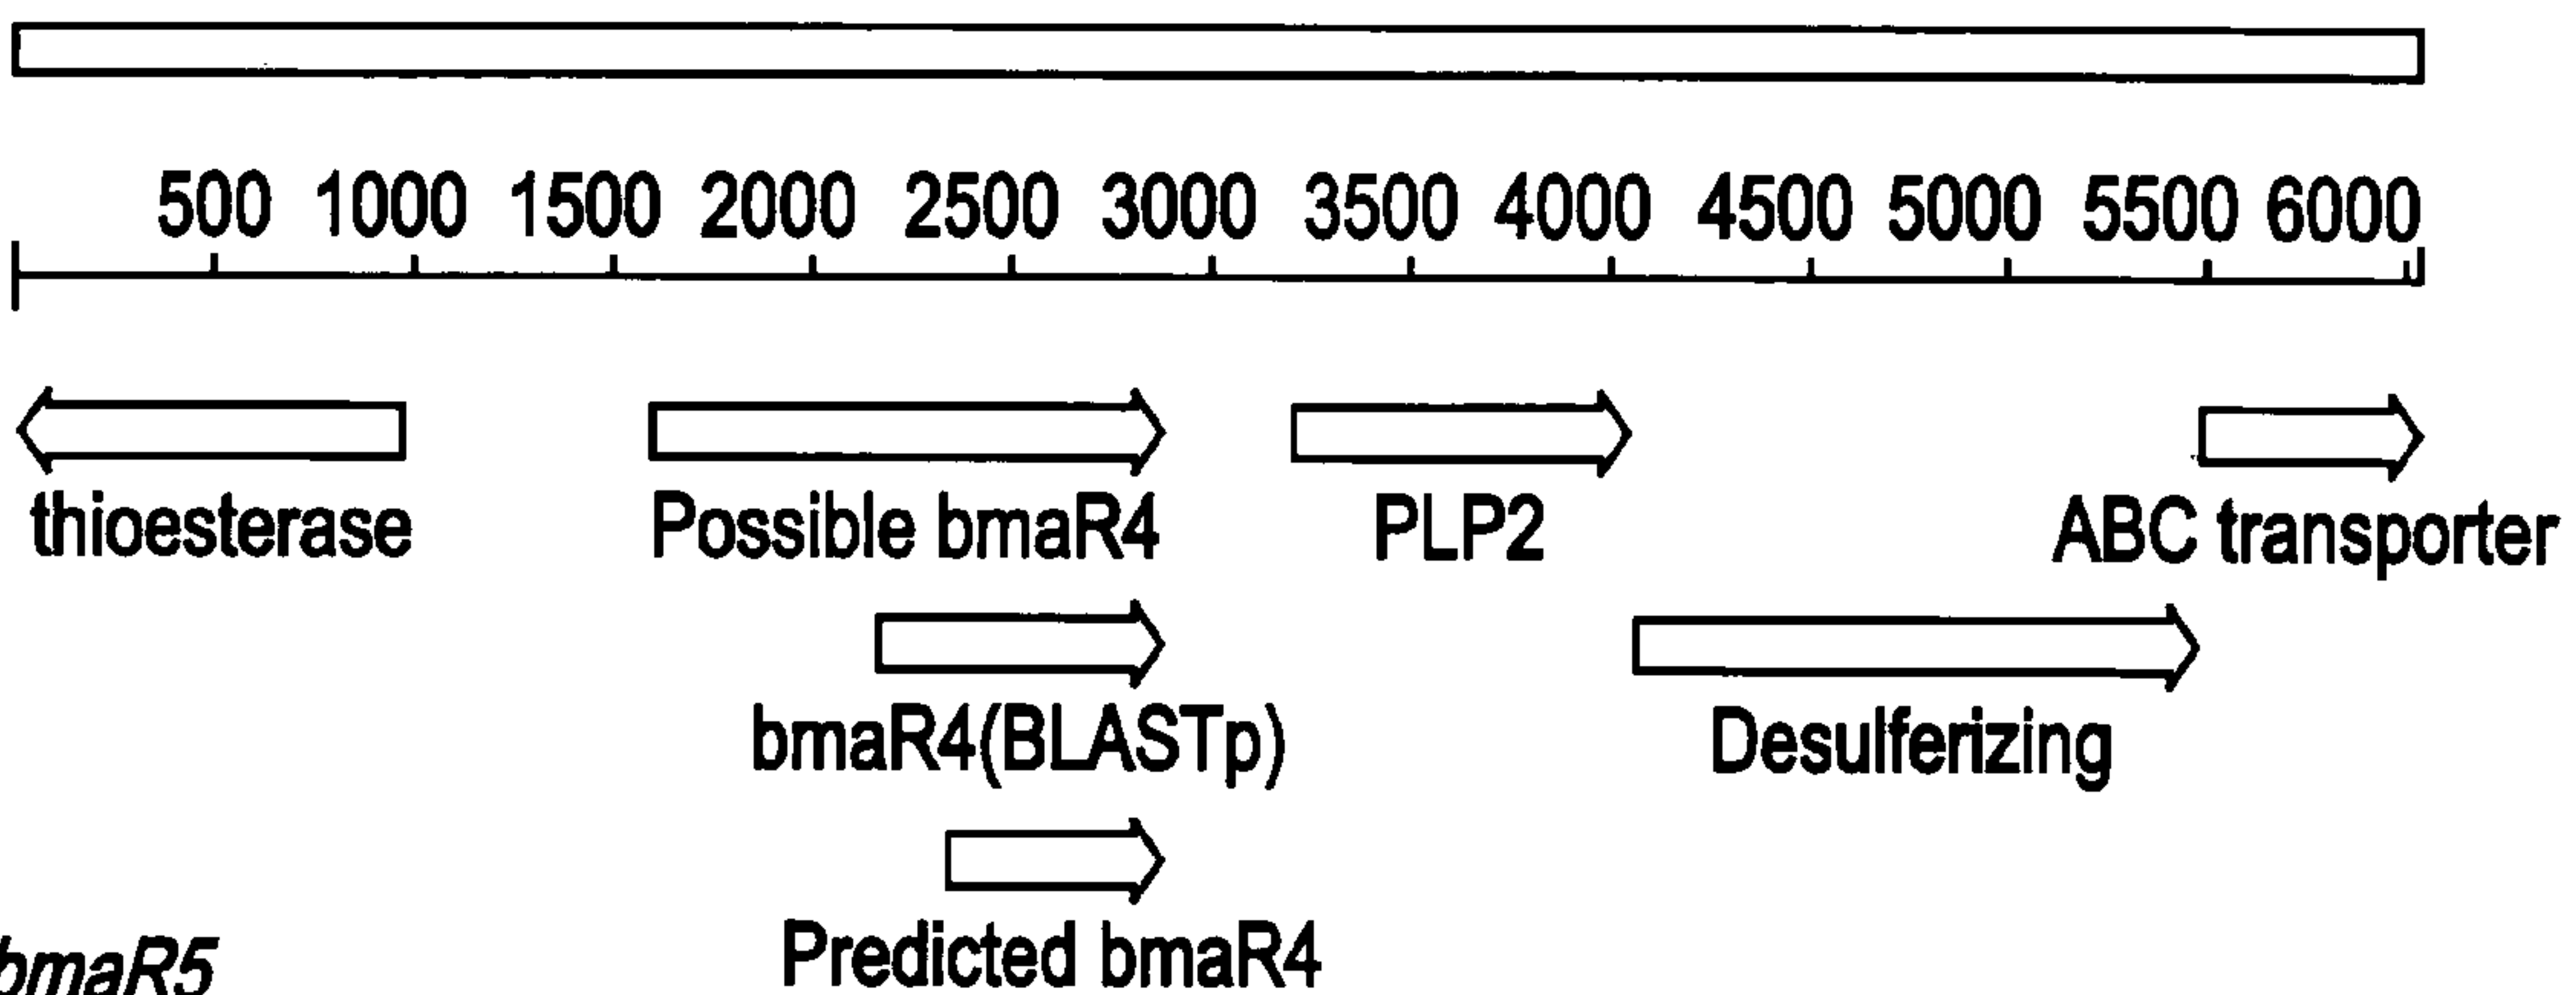 500 1000 1500 2000 2500 3000 3500 4000 4500 5000 5500 6000
thioesterase Possible bmaR4 PLP2 ABC transporter
bmaR4(BLASTp) Desulferizing
Predicted bmaR4
bmaR5